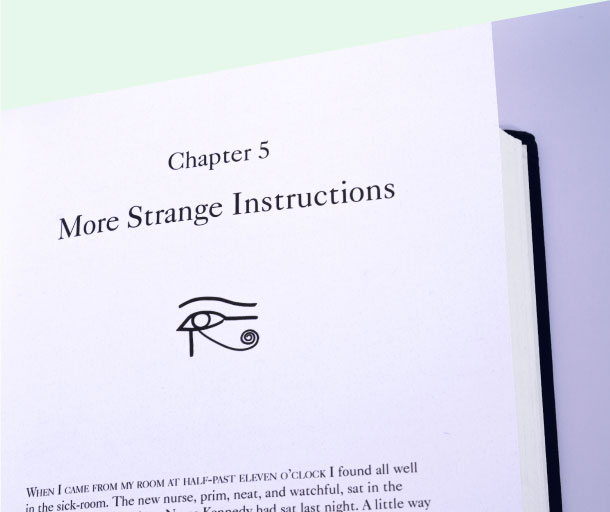 Chapter 5
More Strange Instructions
WHEN I CAME FROM MY ROOM AT HALF-PAST ELEVEN O'CLOCK I found all well
in the sick-room. The new nurse, prim, neat, and watchful, sat in the
Kennedy had sat last night. A little way